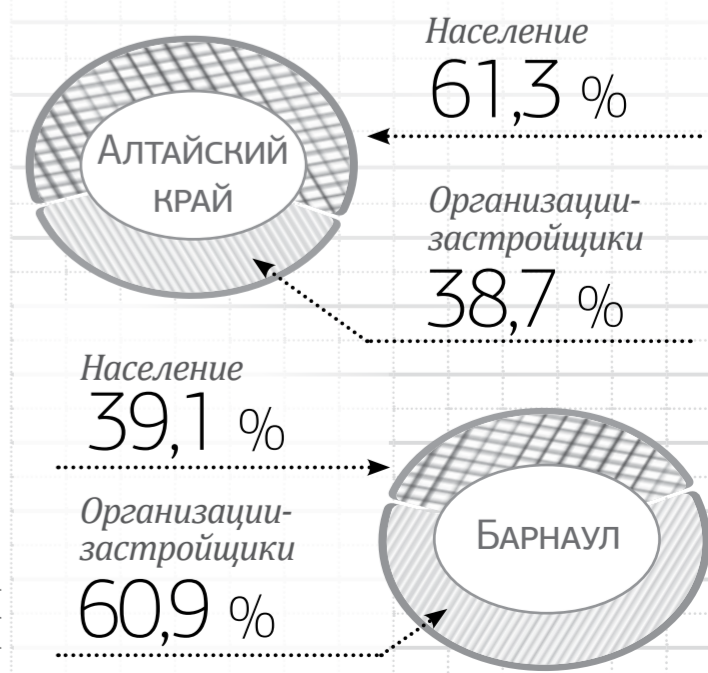 Население
61,3 %
Алтайский
край
Организации-
застройщики
38,7 %
Население
39,1 %
Организации-
застройщики
60,9 %
Барнаул